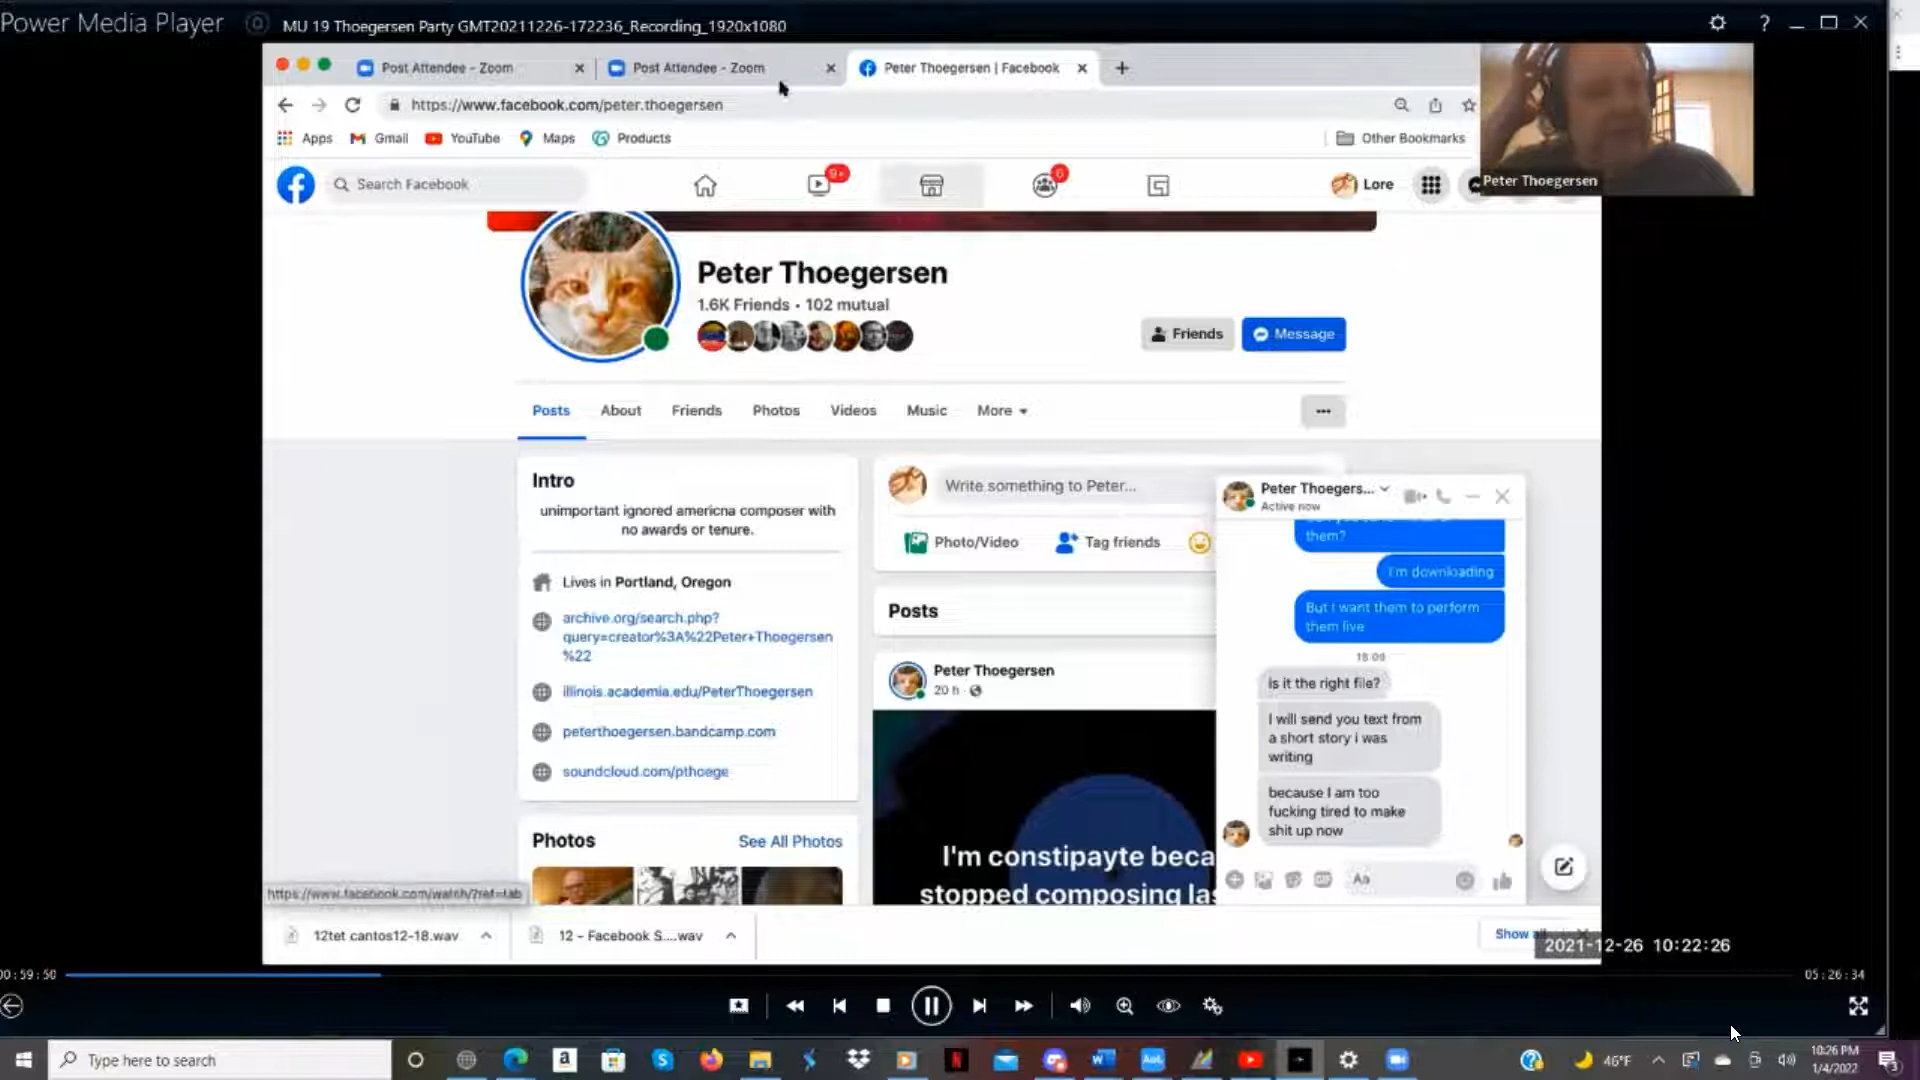 Power Media Player
MU 19 Thoegersen Party GMT20211226-172236_Recording_1920x1080
?
Post Attendee - Zoom
Post Attendee - Zoom
Peter Thoegersen | Facebook
https://www.facebook.com/peter.thoegersen
Apps
Gmail
YouTube
Maps
Products
Other Bookmarks
Search Facebook
9+
6
Lore
Peter Thoegersen
Peter Thoegersen
1.6K Friends · 102 mutual
Friends
Message
Posts
About
Friends
Photos
Videos
Music
More
Intro
unimportant ignored americna composer with
no awards or tenure.
Lives in Portland, Oregon
archive.org/search.php?
query=creator%3A%22Peter+Thoegersen
%22
illinois.academia.edu/PeterThoegersen
peterthoegersen.bandcamp.com
soundcloud.com/pthoege
Photos
See All Photos
Write something to Peter...
Photo/Video
Tag friends
Posts
Peter Thoegersen
20 h ·
I'm constipayte beca
stopped composing las
Peter Thoegers...
Active now
them?
I'm downloading
But i want them to perform
them live
18:09
is it the right file?
I will send you text from
a short story i was
writing
because I am too
fucking tired to make
shit up now
GIF
Aa
https://www.facebook.com/watch/?ref=tab
12tet cantos12-18.wav
12 - Facebook S....wav
Show a
2021-12-26 10:22:26
00:59:50
05:26:34
Type here to search
46°F
10:26 PM
1/4/2022
3